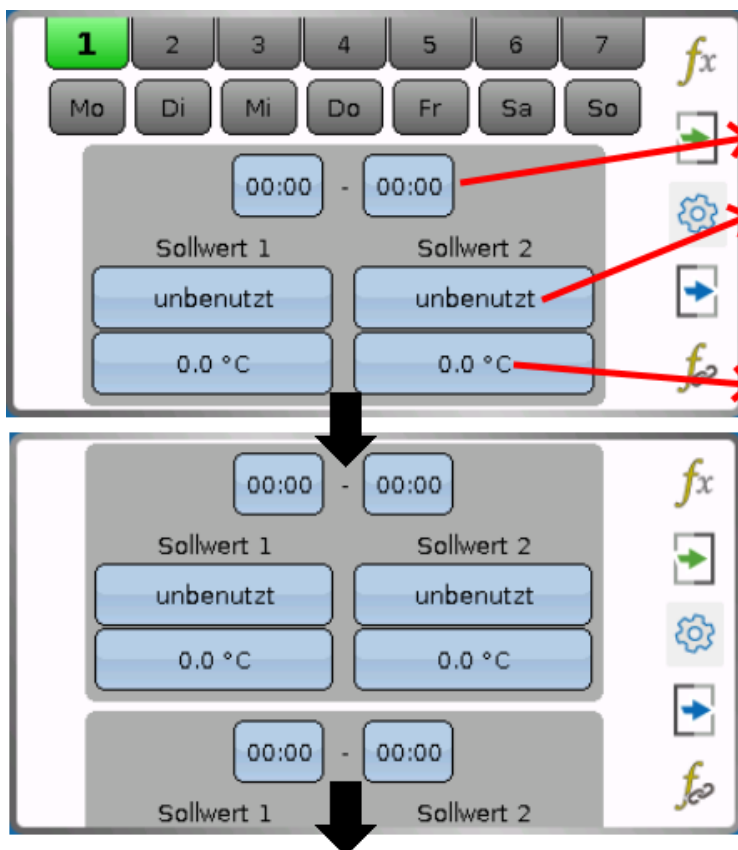 1 2 3 4 5 6 7
Mo Di Mi Do Fr Sa So
00:00 - 00:00
Sollwert 1 Sollwert 2
unbenutzt unbenutzt
0.0 °C 0.0 °C
00:00 - 00:00
Sollwert 1 Sollwert 2
unbenutzt unbenutzt
0.0 °C 0.0 °C
00:00 - 00:00
Sollwert 1 Sollwert 2
fx
f
fx
f